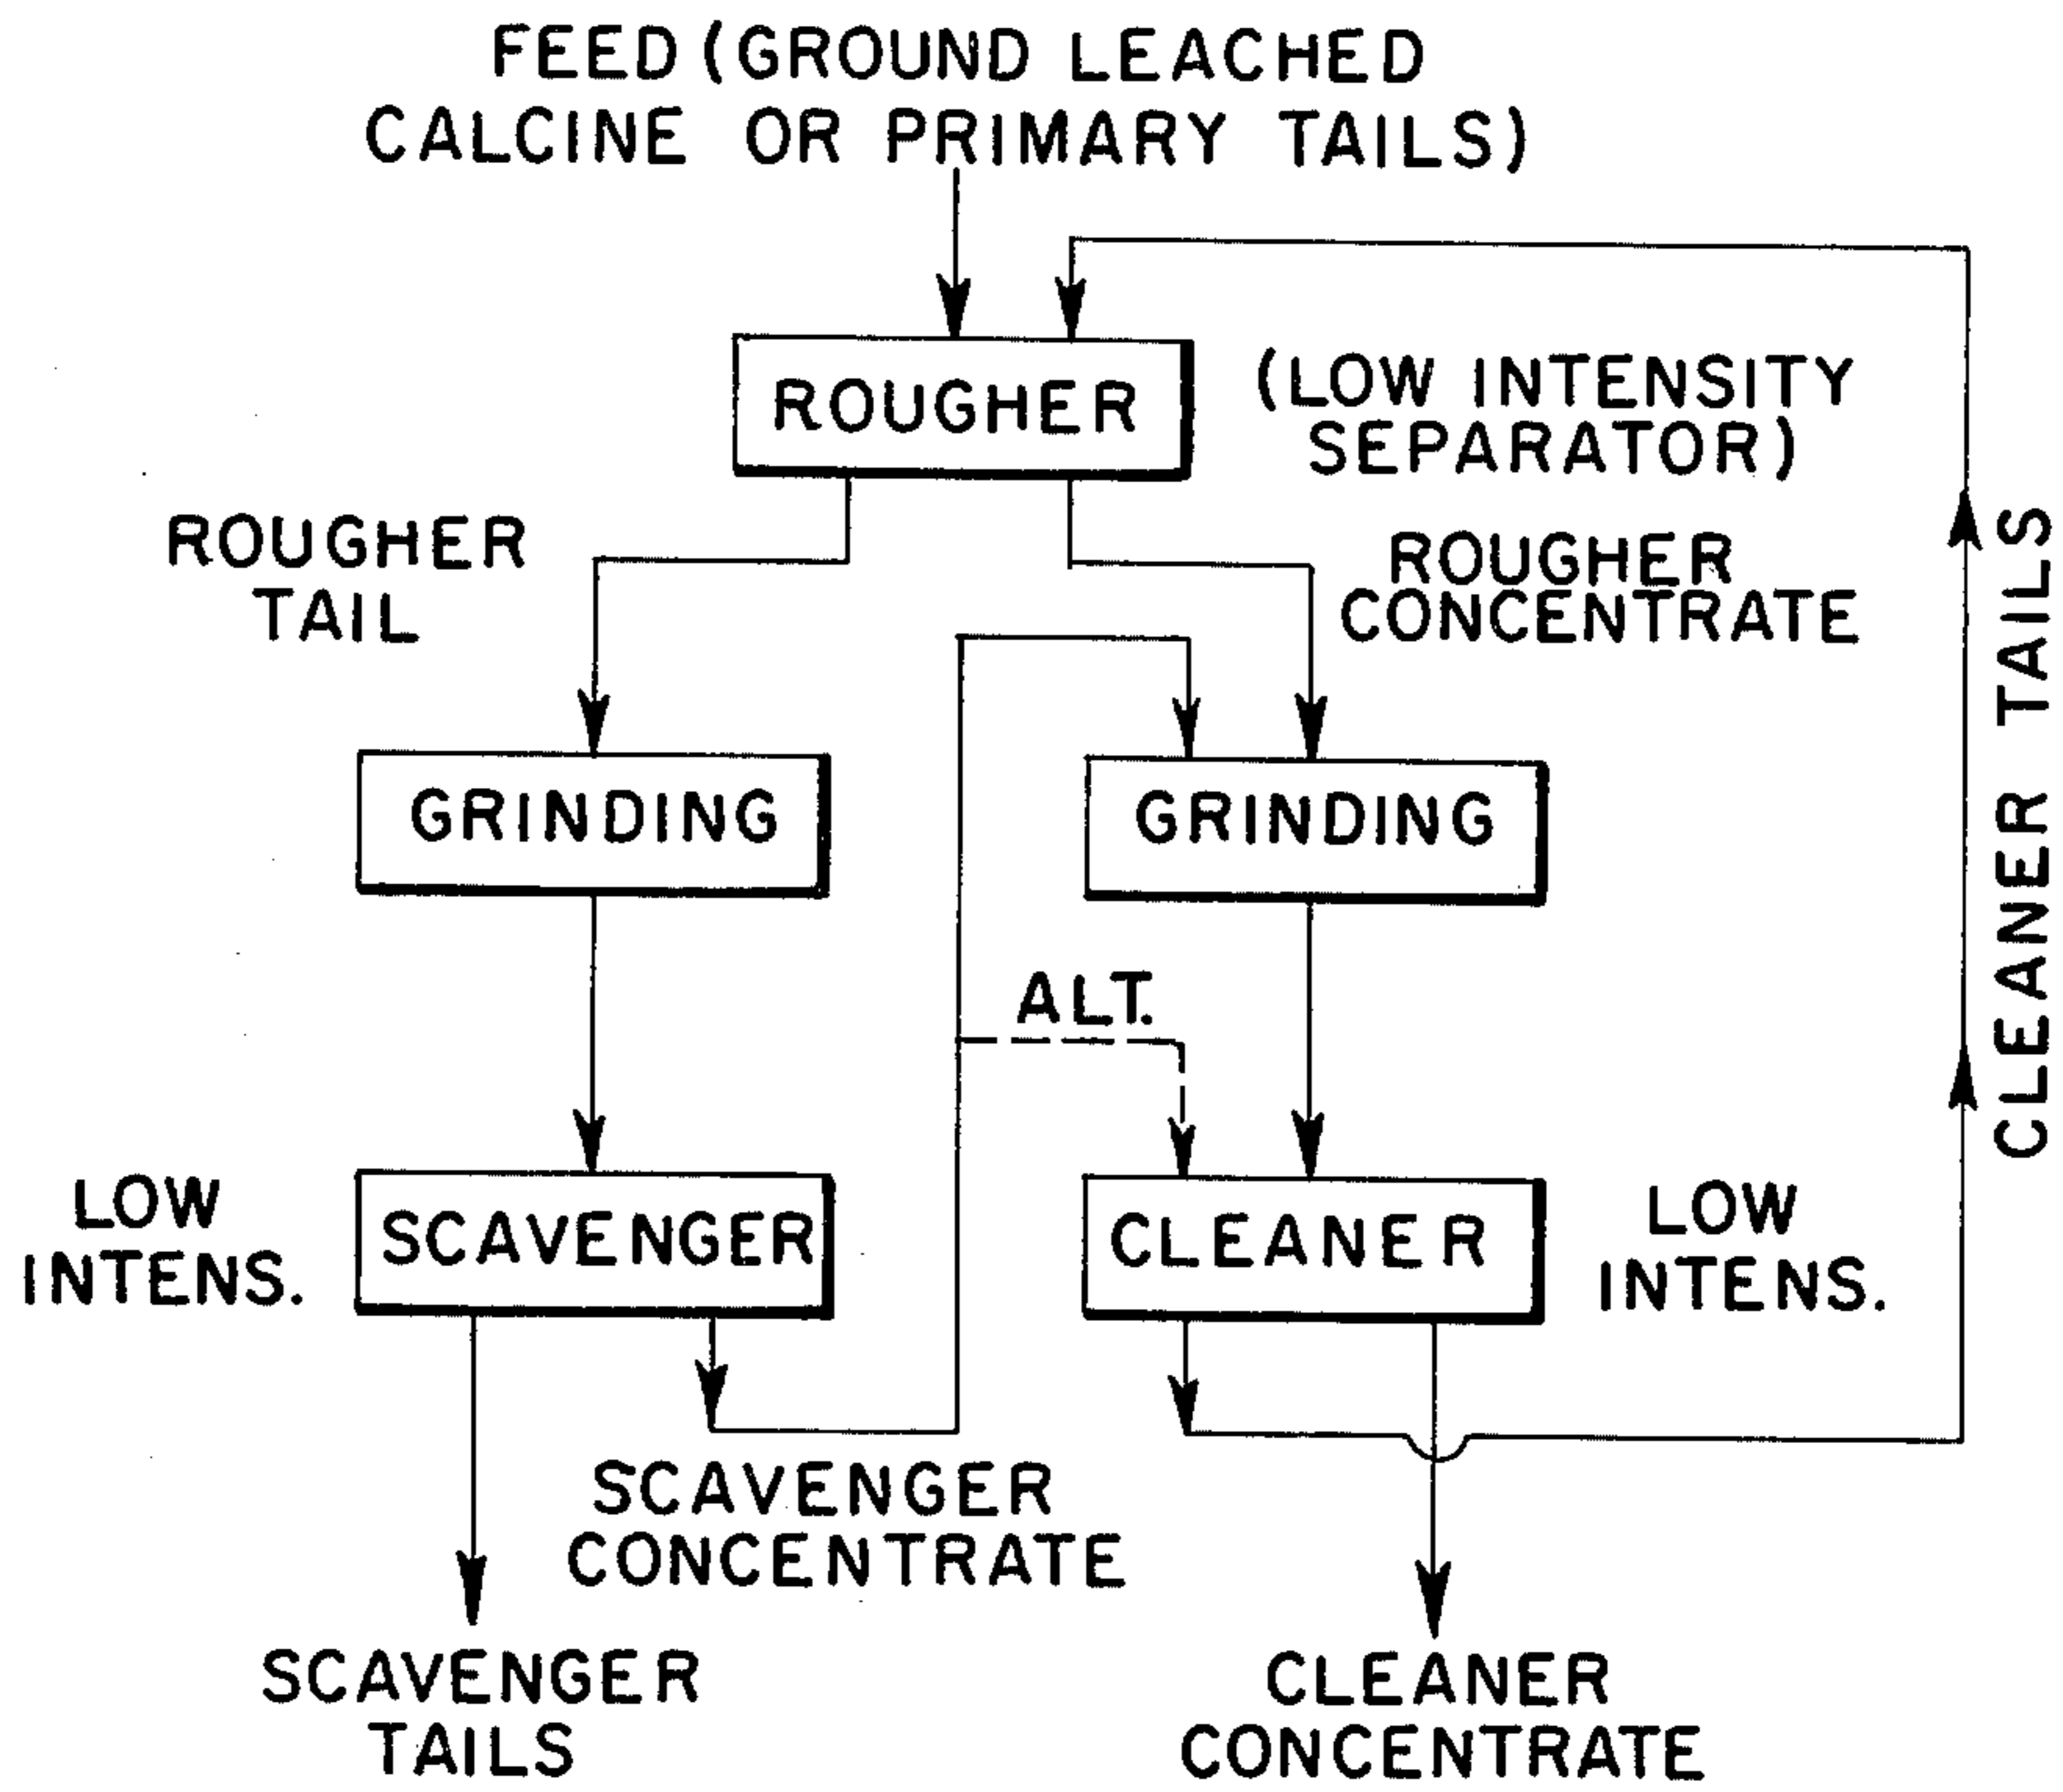 FEED (GROUND LEACHED
CALCINE OR PRIMARY TAILS)
ROUGHER
(LOW INTENSITY
SEPARATOR)
ROUGHER
TAIL
ROUGHER
CONCENTRATE
CLEANER TAILS
GRINDING
GRINDING
ALT.
LOW
INTENS.
SCAVENGER
CLEANER
LOW
INTENS.
SCAVENGER
CONCENTRATE
SCAVENGER
TAILS
CLEANER
CONCENTRATE